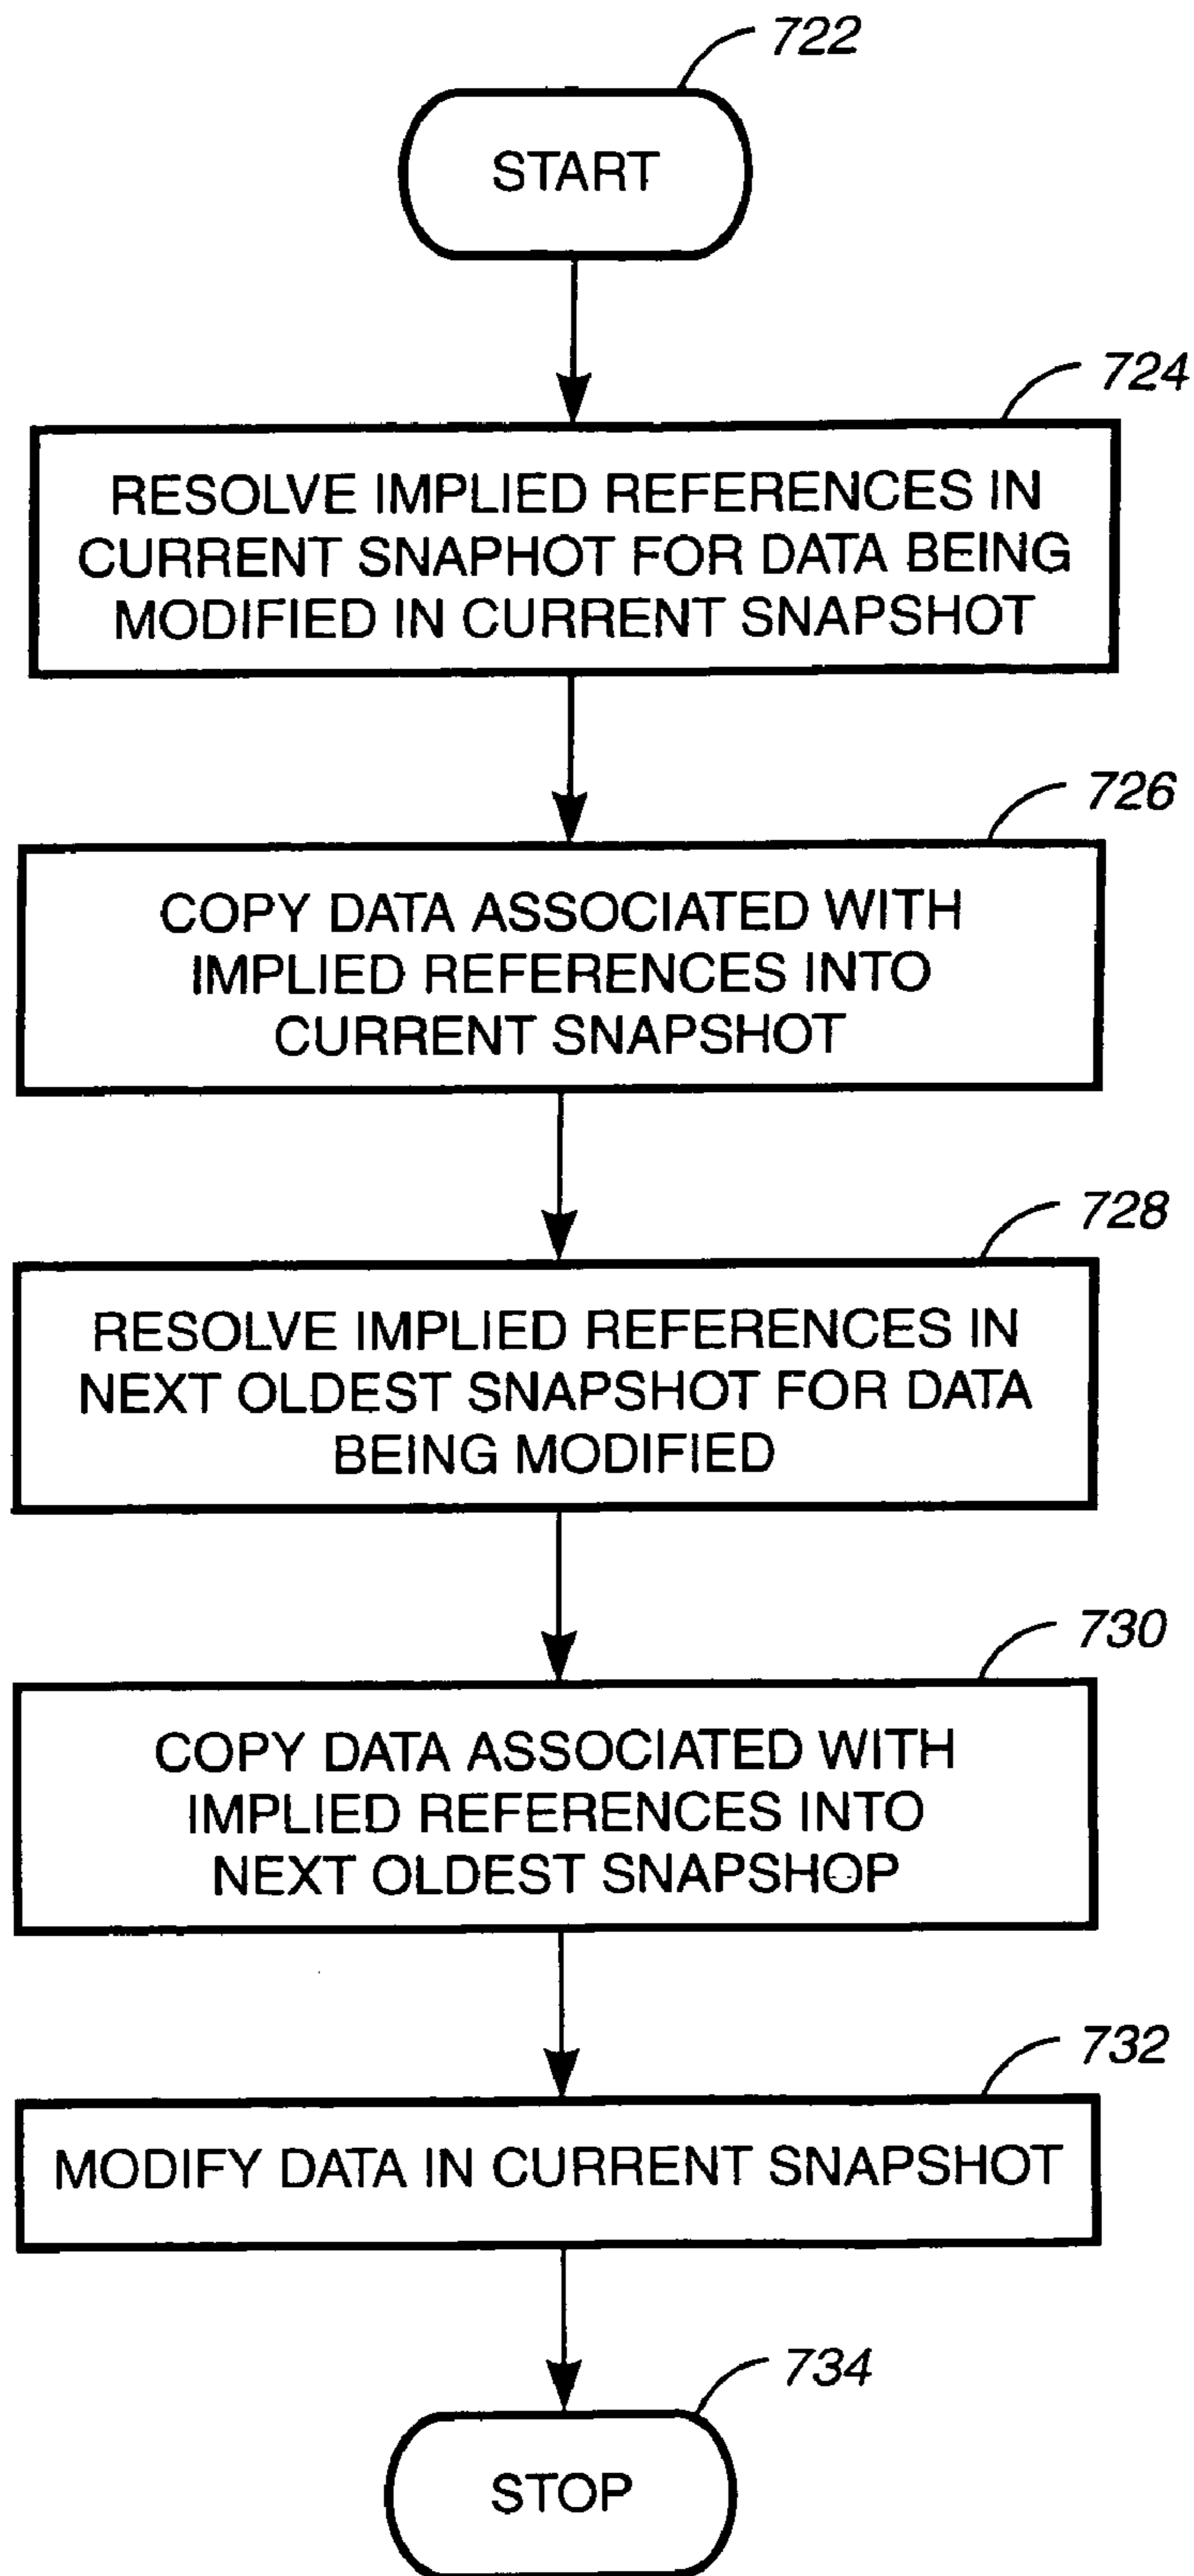 722
START
724
RESOLVE IMPLIED REFERENCES IN
CURRENT SNAPHOT FOR DATA BEING
MODIFIED IN CURRENT SNAPSHOT
726
COPY DATA ASSOCIATED WITH
IMPLIED REFERENCES INTO
CURRENT SNAPSHOT
728
RESOLVE IMPLIED REFERENCES IN
NEXT OLDEST SNAPSHOT FOR DATA
BEING MODIFIED
730
COPY DATA ASSOCIATED WITH
IMPLIED REFERENCES INTO
NEXT OLDEST SNAPSHOP
732
MODIFY DATA IN CURRENT SNAPSHOT
734
STOP